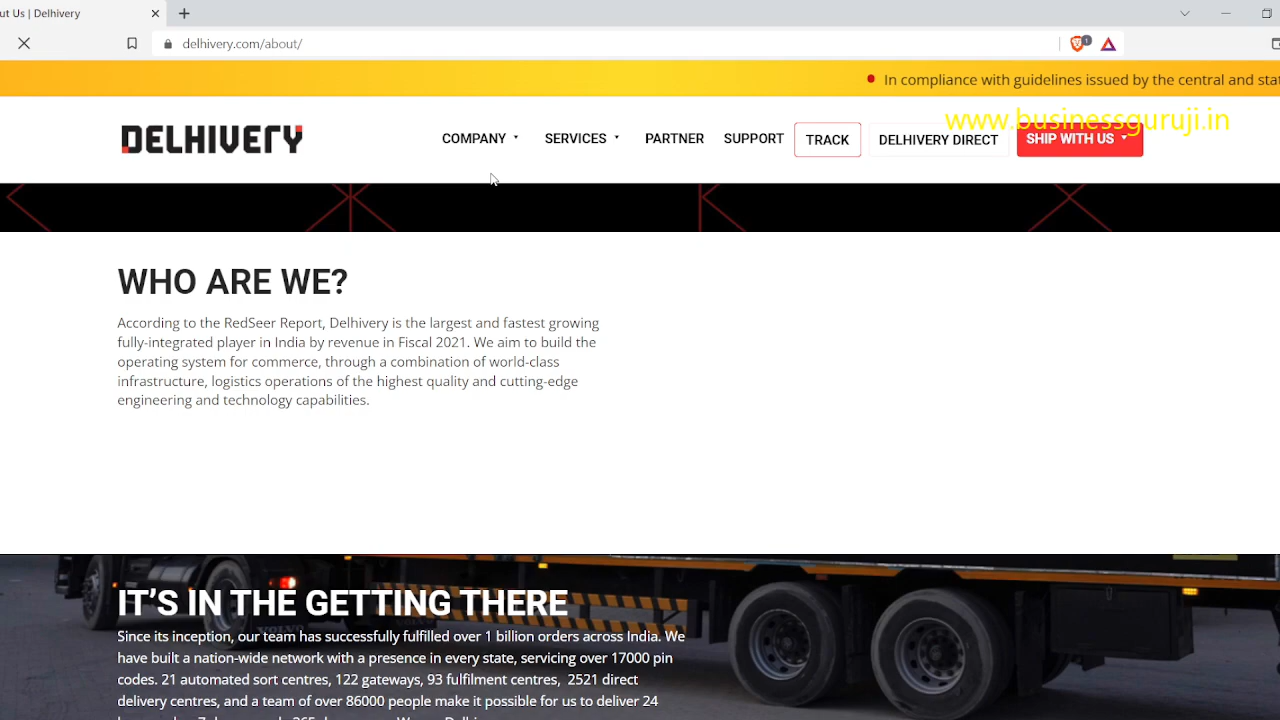 ut Us | Delhivery
delhivery.com/about/
1
In compliance with guidelines issued by the central and stat
www.businessguruji.in
DELHIVERY
COMPANY
SERVICES
PARTNER
SUPPORT
TRACK
DELHIVERY DIRECT
SHIP WITH US
WHO ARE WE?
According to the RedSeer Report, Delhivery is the largest and fastest growing
fully-integrated player in India by revenue in Fiscal 2021. We aim to build the
operating system for commerce, through a combination of world-class
infrastructure, logistics operations of the highest quality and cutting-edge
engineering and technology capabilities.
IT'S IN THE GETTING THERE
Since its inception, our team has successfully fulfilled over 1 billion orders across India. We
have built a nation-wide network with a presence in every state, servicing over 17000 pin
codes. 21 automated sort centres, 122 gateways, 93 fulfilment centres, 2521 direct
delivery centres, and a team of over 86000 people make it possible for us to deliver 24